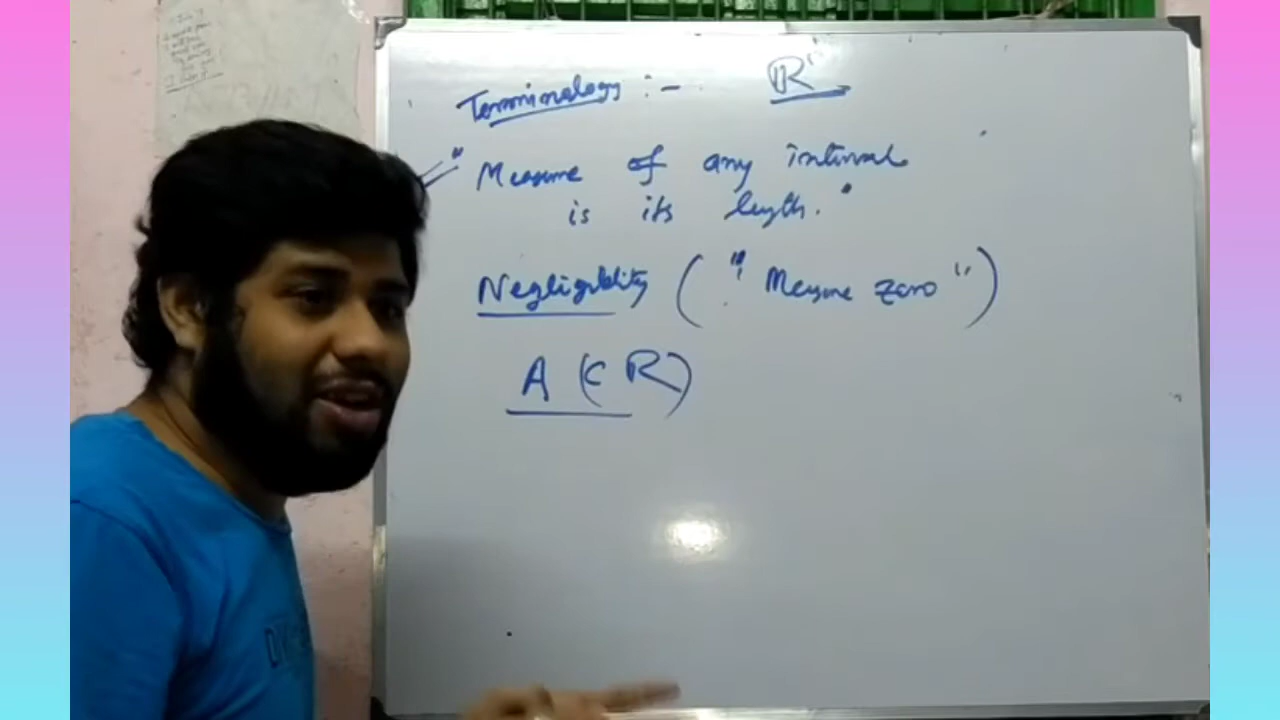 Terminology :- "R"
" Measure of any interval
is its length. "
Negligibility ( " Measure zero " )
A (⊂ R)